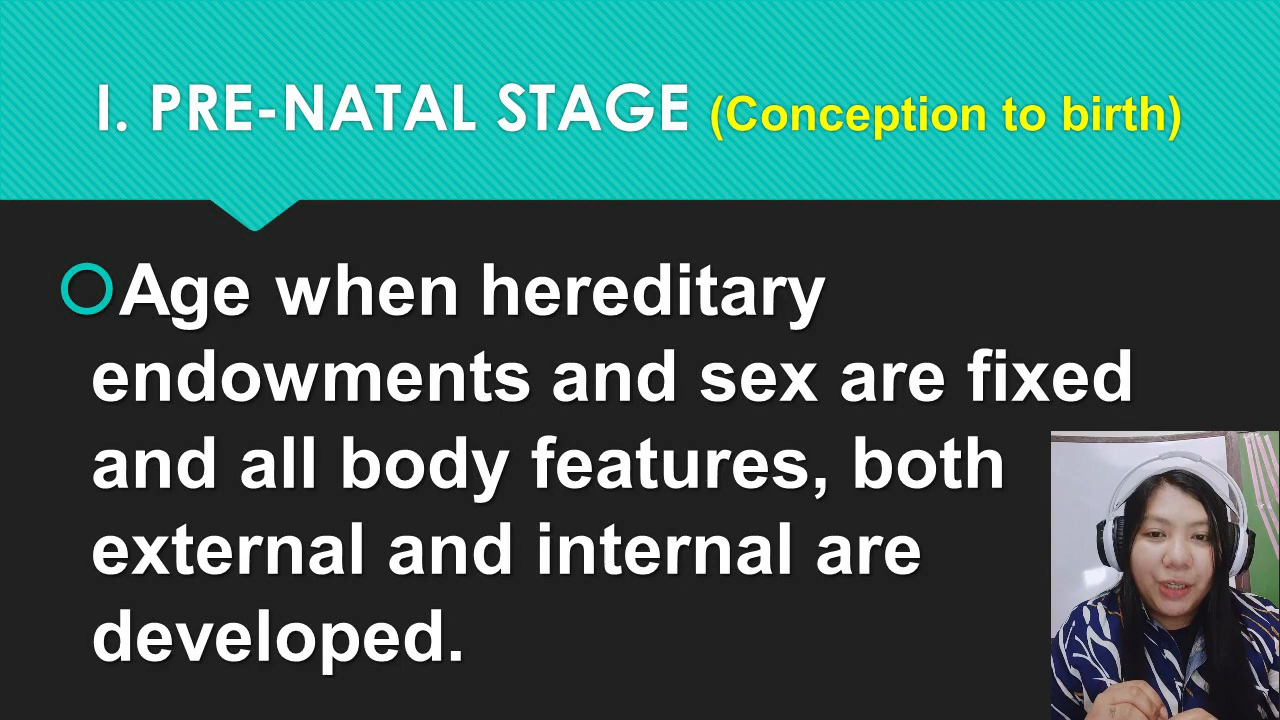 I. PRE-NATAL STAGE (Conception to birth)
Age when hereditary
endowments and sex are fixed
and all body features, both
external and internal are
developed.